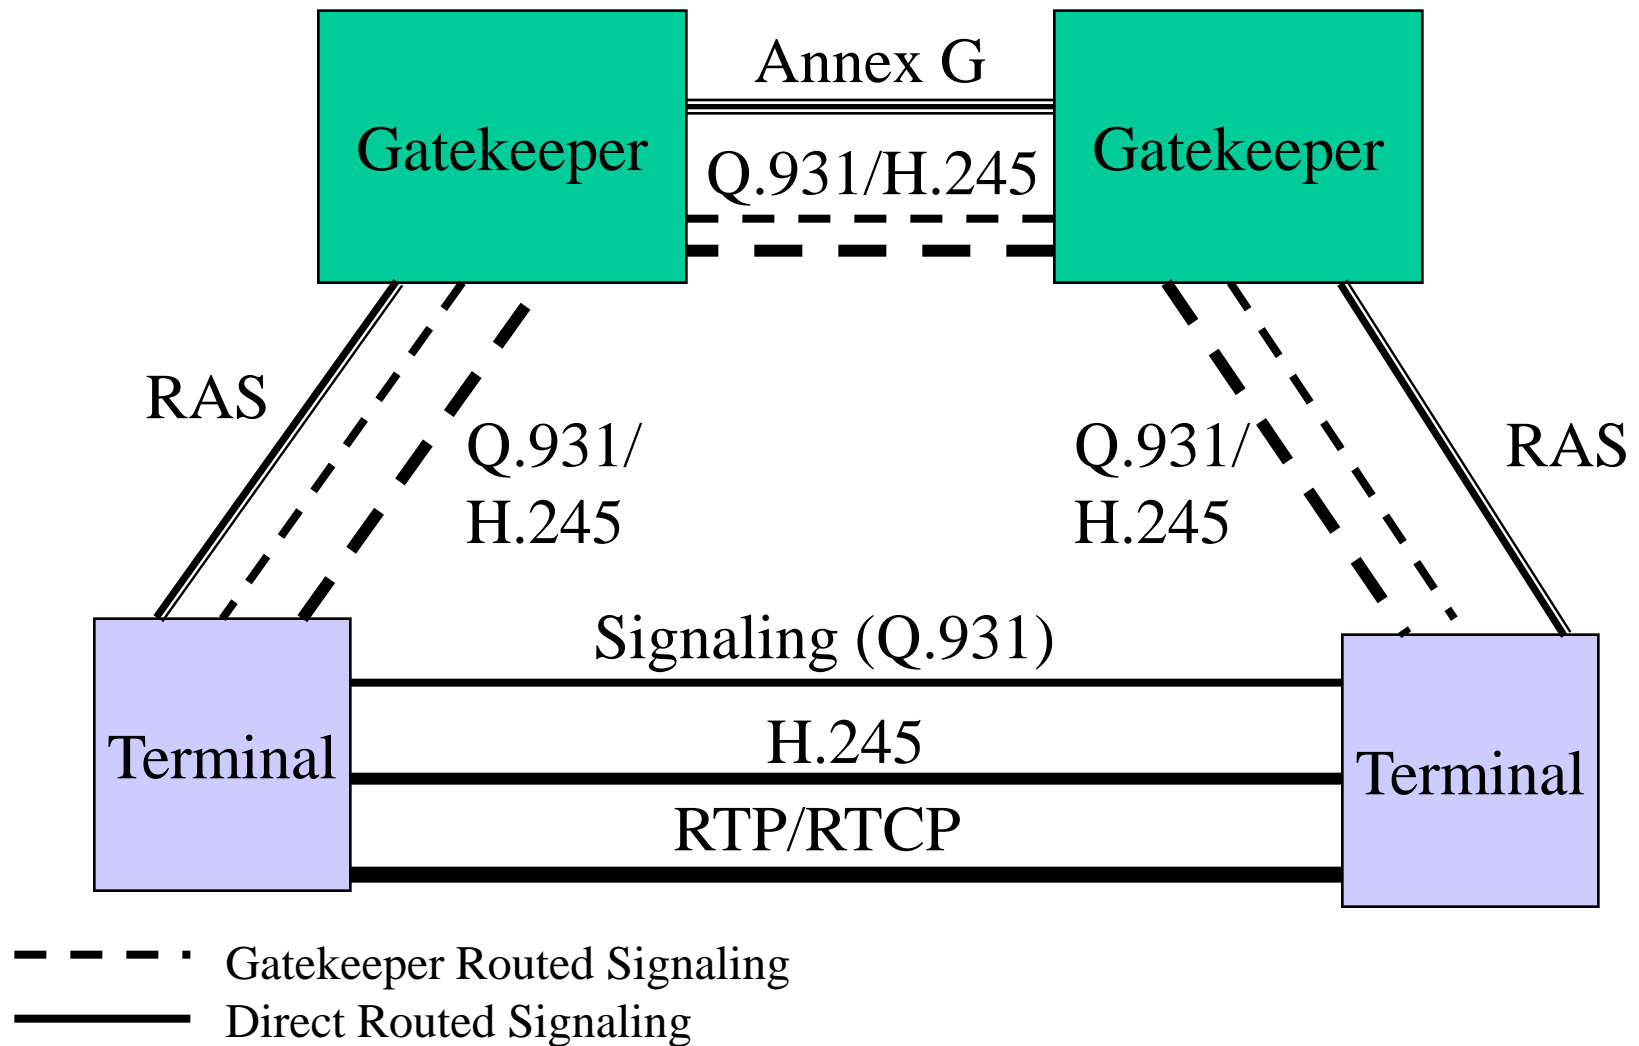 Annex G
Gatekeeper
Gatekeeper
Q.931/H.245
RAS
Q.931/
H.245
Q.931/
H.245
RAS
Signaling (Q.931)
H.245
Terminal
Terminal
RTP/RTCP
Gatekeeper Routed Signaling
Direct Routed Signaling